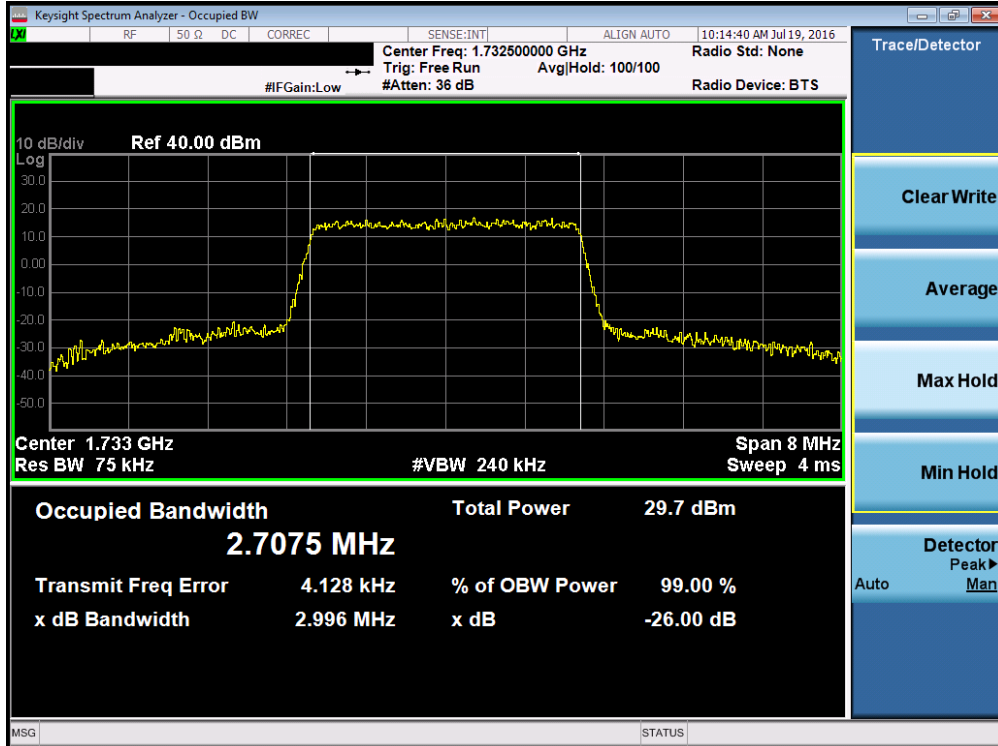 Keysight Spectrum Analyzer - Occupied BW
LXI RF 50 Ω DC CORREC SENSE:INT ALIGN AUTO 10:14:40 AM Jul 19, 2016
Center Freq: 1.732500000 GHz Radio Std: None
Trig: Free Run Avg|Hold: 100/100
#IFGain:Low #Atten: 36 dB Radio Device: BTS
Trace/Detector
10 dB/div Ref 40.00 dBm
Log
30.0
20.0
10.0
0.00
-10.0
-20.0
-30.0
-40.0
-50.0
Center 1.733 GHz Span 8 MHz
Res BW 75 kHz #VBW 240 kHz Sweep 4 ms
Occupied Bandwidth Total Power 29.7 dBm
2.7075 MHz
Transmit Freq Error 4.128 kHz % of OBW Power 99.00 %
x dB Bandwidth 2.996 MHz x dB -26.00 dB
Clear Write
Average
Max Hold
Min Hold
Detector
Peak▶
Auto Man
MSG STATUS